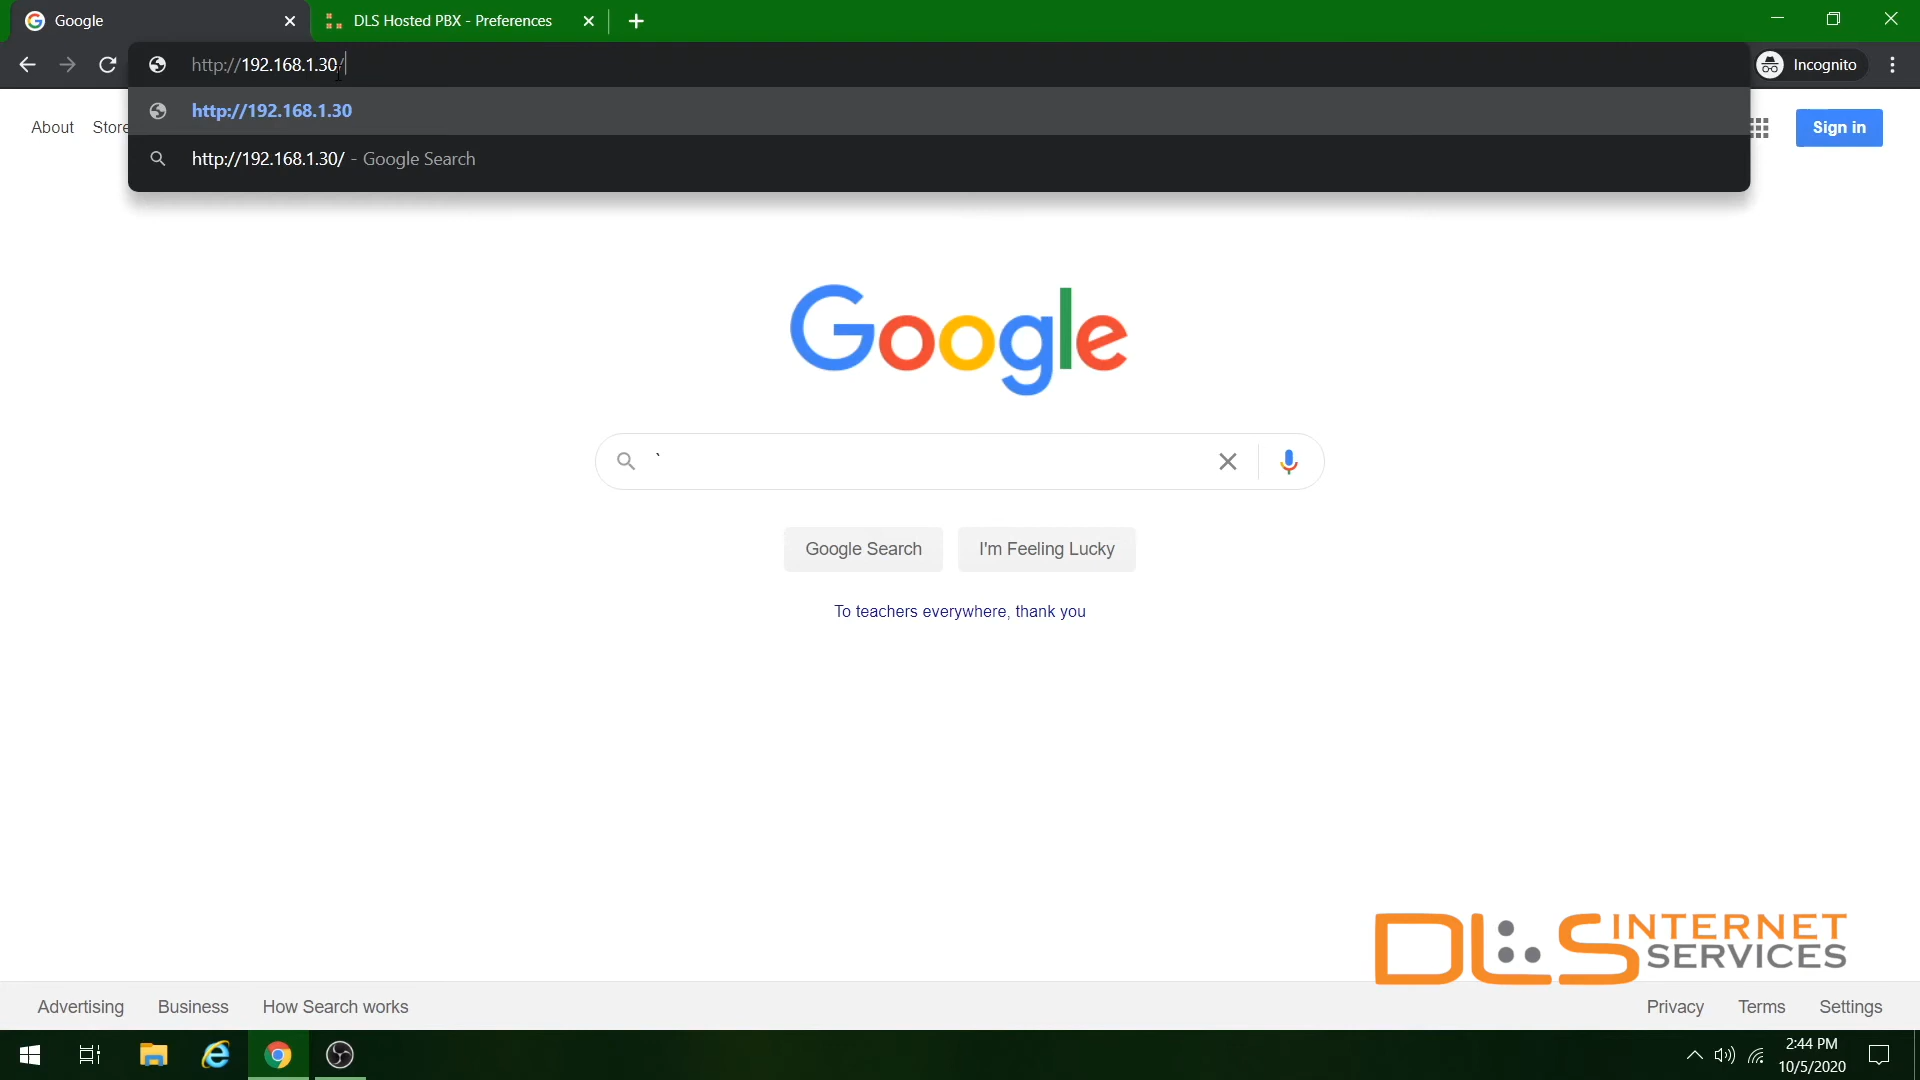 Google
DLS Hosted PBX - Preferences
http://192.168.1.30/
Incognito
http://192.168.1.30
http://192.168.1.30/ - Google Search
About Store
Sign in
Google
`
Google Search
I'm Feeling Lucky
To teachers everywhere, thank you
DLS INTERNET
SERVICES
Advertising Business How Search works
Privacy Terms Settings
2:44 PM
10/5/2020